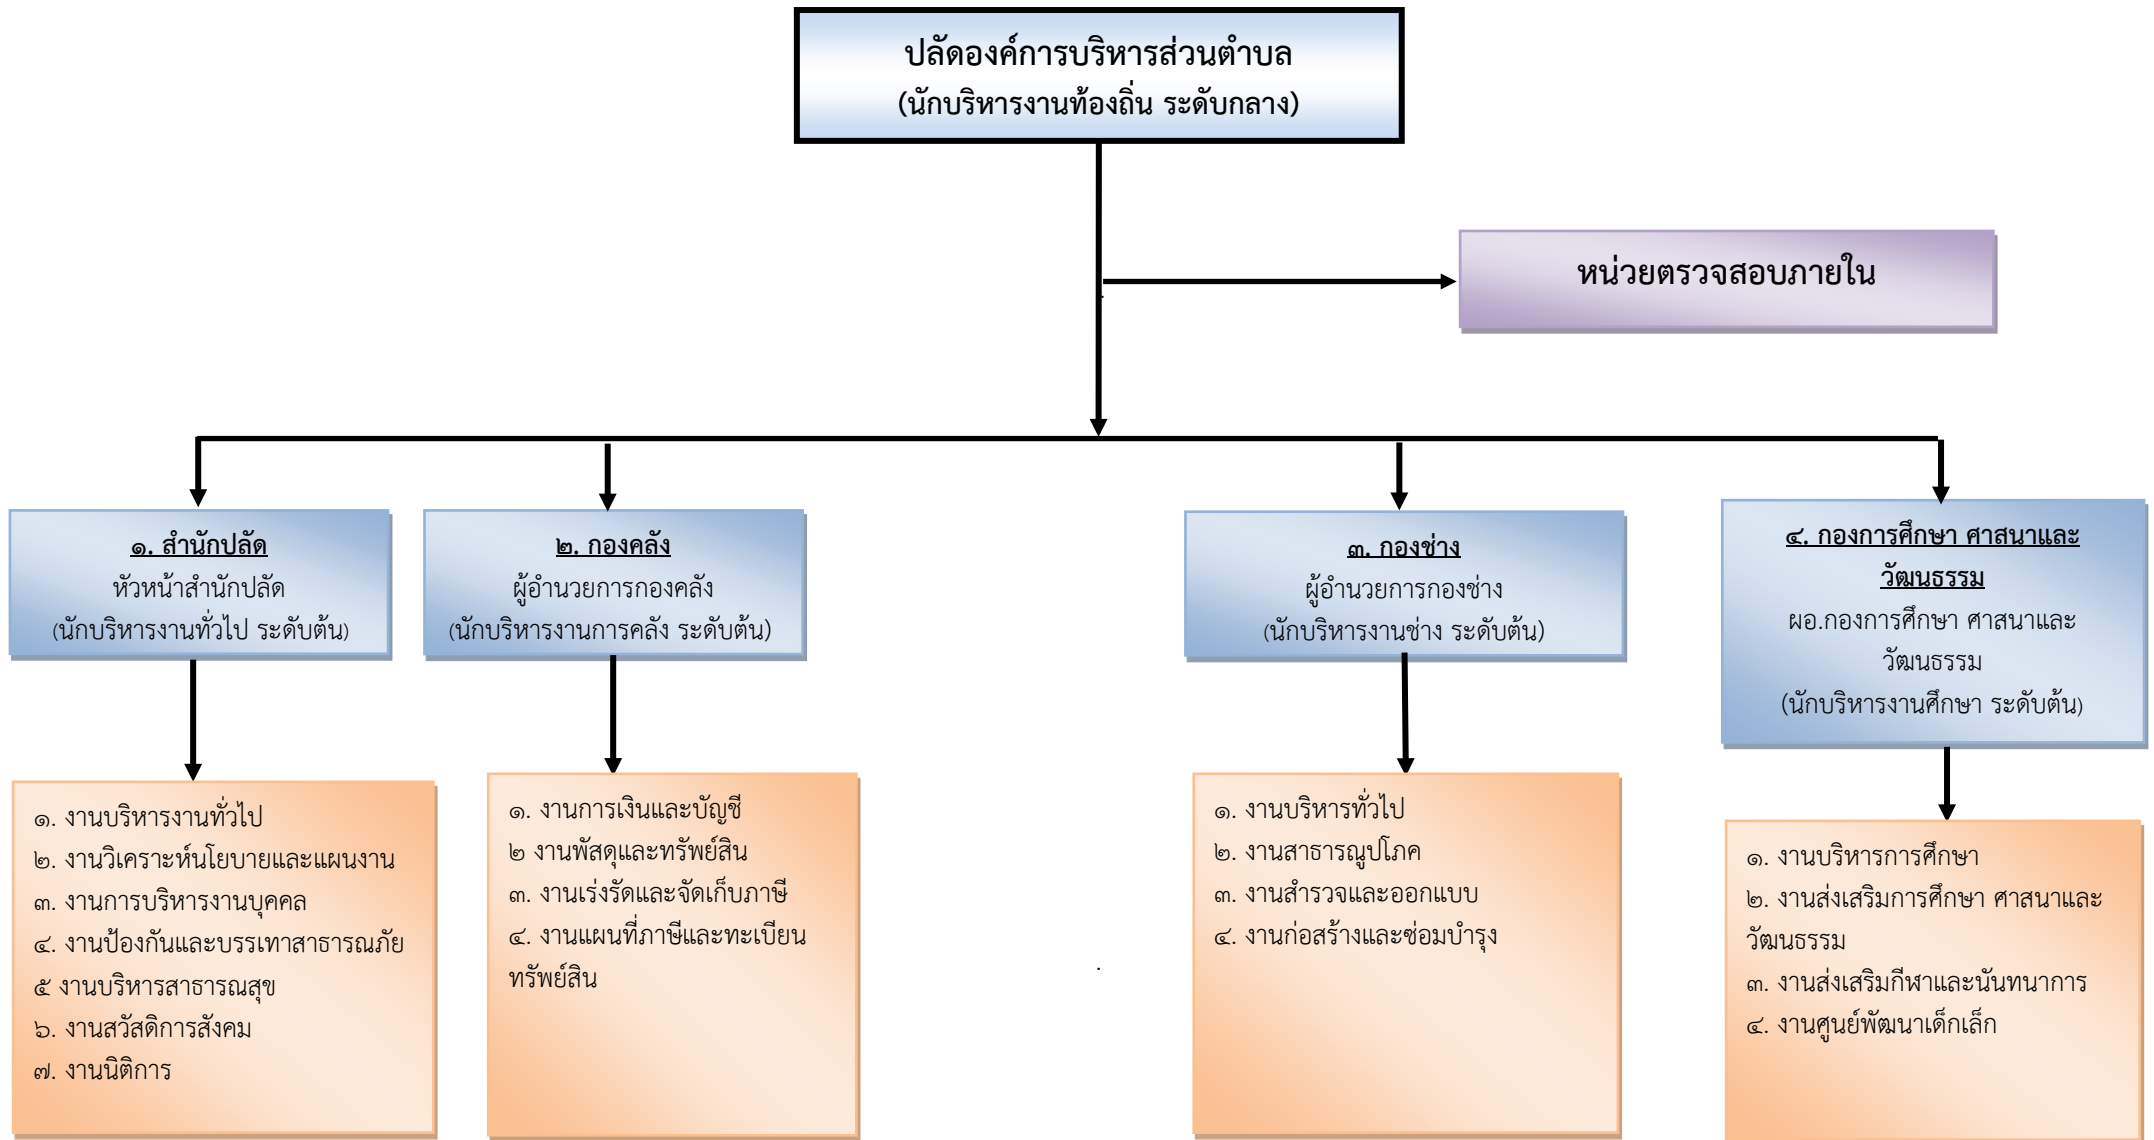 ปลัดองค์การบริหารส่วนตำบล
(นักบริหารงานท้องถิ่น ระดับกลาง)
หน่วยตรวจสอบภายใน
๑. สำนักปลัด
หัวหน้าสำนักปลัด
(นักบริหารงานทั่วไป ระดับต้น)
๒. กองคลัง
ผู้อำนวยการกองคลัง
(นักบริหารงานการคลัง ระดับต้น)
๓. กองช่าง
ผู้อำนวยการกองช่าง
(นักบริหารงานช่าง ระดับต้น)
๔. กองการศึกษา ศาสนาและ
วัฒนธรรม
ผอ.กองการศึกษา ศาสนาและ
วัฒนธรรม
(นักบริหารงานศึกษา ระดับต้น)
๑. งานบริหารงานทั่วไป
๒. งานวิเคราะห์นโยบายและแผนงาน
๓. งานการบริหารงานบุคคล
๔. งานป้องกันและบรรเทาสาธารณภัย
๕ งานบริหารสาธารณสุข
๖. งานสวัสดิการสังคม
๗. งานนิติการ
๑. งานการเงินและบัญชี
๒ งานพัสดุและทรัพย์สิน
๓. งานเร่งรัดและจัดเก็บภาษี
๔. งานแผนที่ภาษีและทะเบียน
ทรัพย์สิน
๑. งานบริหารทั่วไป
๒. งานสาธารณูปโภค
๓. งานสำรวจและออกแบบ
๔. งานก่อสร้างและซ่อมบำรุง
๑. งานบริหารการศึกษา
๒. งานส่งเสริมการศึกษา ศาสนาและ
วัฒนธรรม
๓. งานส่งเสริมกีฬาและนันทนาการ
๔. งานศูนย์พัฒนาเด็กเล็ก